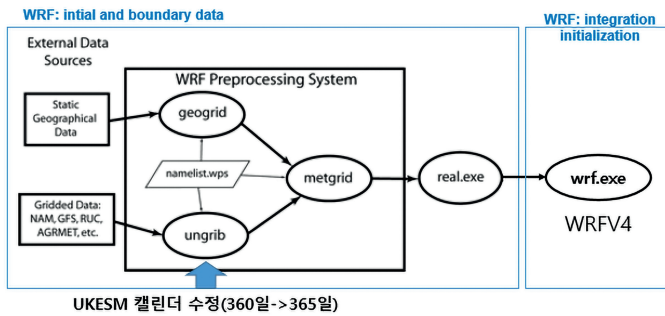 WRF: intial and boundary data
WRF: integration
initialization
External Data
Sources
WRF Preprocessing System
Static
Geographical
Data
geogrid
namelist.wps
metgrid
real.exe
wrf.exe
WRFV4
Gridded Data:
NAM, GFS, RUC,
AGRMET, etc.
ungrib
UKESM 캘린더 수정(360일->365일)